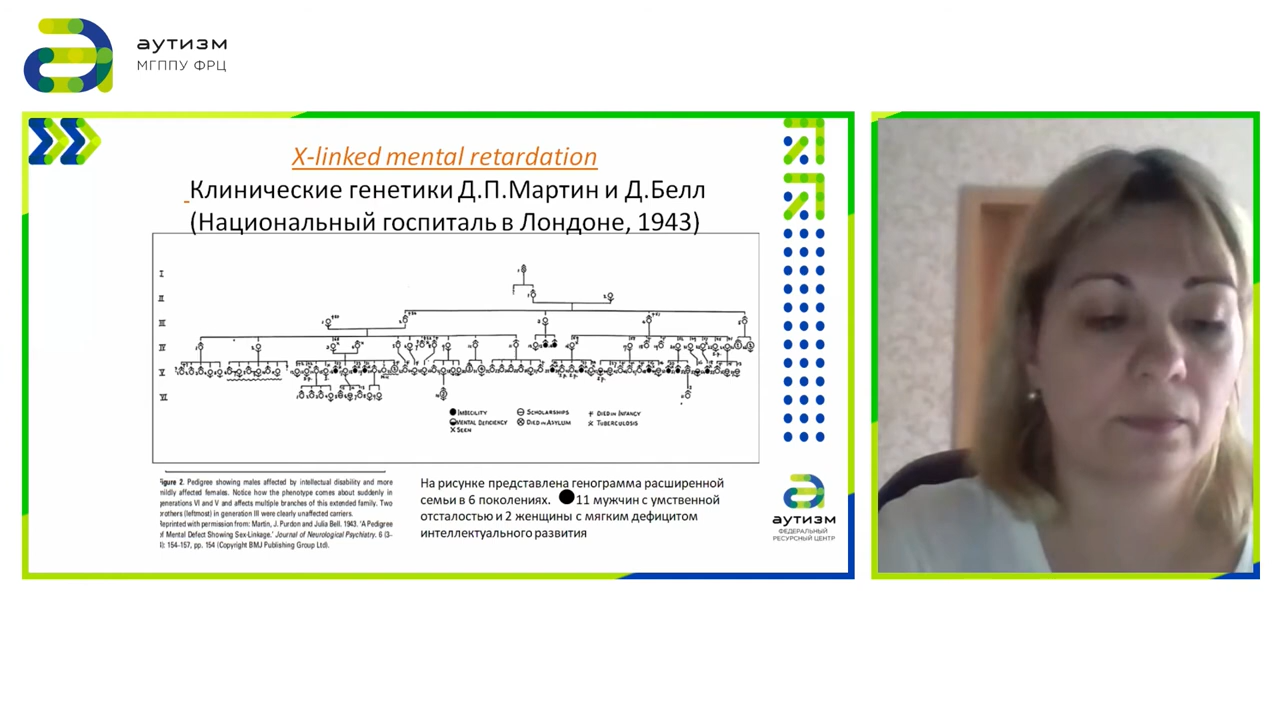 аутизм
МГППУ ФРЦ
X-linked mental retardation
Клинические генетики Д.П.Мартин и Д.Белл
(Национальный госпиталь в Лондоне, 1943)
I
II
III
IV
V
VI
IMBECILITY
SCHOLARSHIPS
DIED IN INFANCY
MENTAL DEFICIENCY
DIED IN ASYLUM
TUBERCULOSIS
SEEN
igure 2. Pedigree showing males affected by intellectual disability and more
mildly affected females. Notice how the phenotype comes about suddenly in
generations VI and V and affects multiple branches of this extended family. Two
rothers (leftmost) in generation III were clearly unaffected carriers.
Reprinted with permission from: Martin, J. Purdon and Julia Bell. 1943. 'A Pedigree
f Mental Defect Showing Sex-Linkage.' Journal of Neurological Psychiatry. 6 (3–
4): 154-157, pp. 154 (Copyright BMJ Publishing Group Ltd).
На рисунке представлена генограмма расширенной
семьи в 6 поколениях. 11 мужчин с умственной
отсталостью и 2 женщины с мягким дефицитом
интеллектуального развития
аутизм
ФЕДЕРАЛЬНЫЙ
РЕСУРСНЫЙ ЦЕНТР